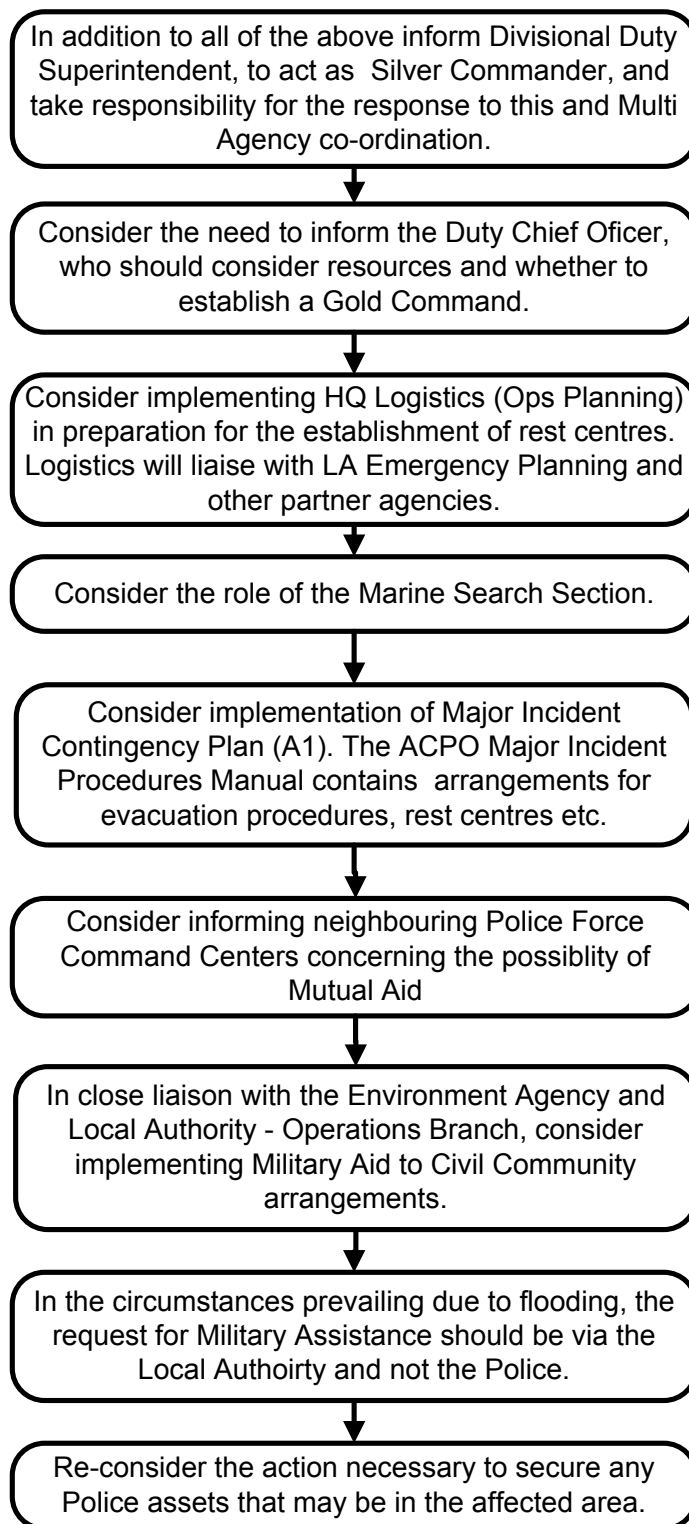 In addition to all of the above inform Divisional Duty
Superintendent, to act as  Silver Commander, and
take responsibility for the response to this and Multi
Agency co-ordination.
Consider the need to inform the Duty Chief Oficer,
who should consider resources and whether to
establish a Gold Command.
Consider implementing HQ Logistics (Ops Planning)
in preparation for the establishment of rest centres.
Logistics will liaise with LA Emergency Planning and
other partner agencies.
Consider the role of the Marine Search Section.
Consider implementation of Major Incident
Contingency Plan (A1). The ACPO Major Incident
Procedures Manual contains  arrangements for
evacuation procedures, rest centres etc.
Consider informing neighbouring Police Force
Command Centers concerning the possiblity of
Mutual Aid
In close liaison with the Environment Agency and
Local Authority - Operations Branch, consider
implementing Military Aid to Civil Community
arrangements.
In the circumstances prevailing due to flooding, the
request for Military Assistance should be via the
Local Authoirty and not the Police.
Re-consider the action necessary to secure any
Police assets that may be in the affected area.